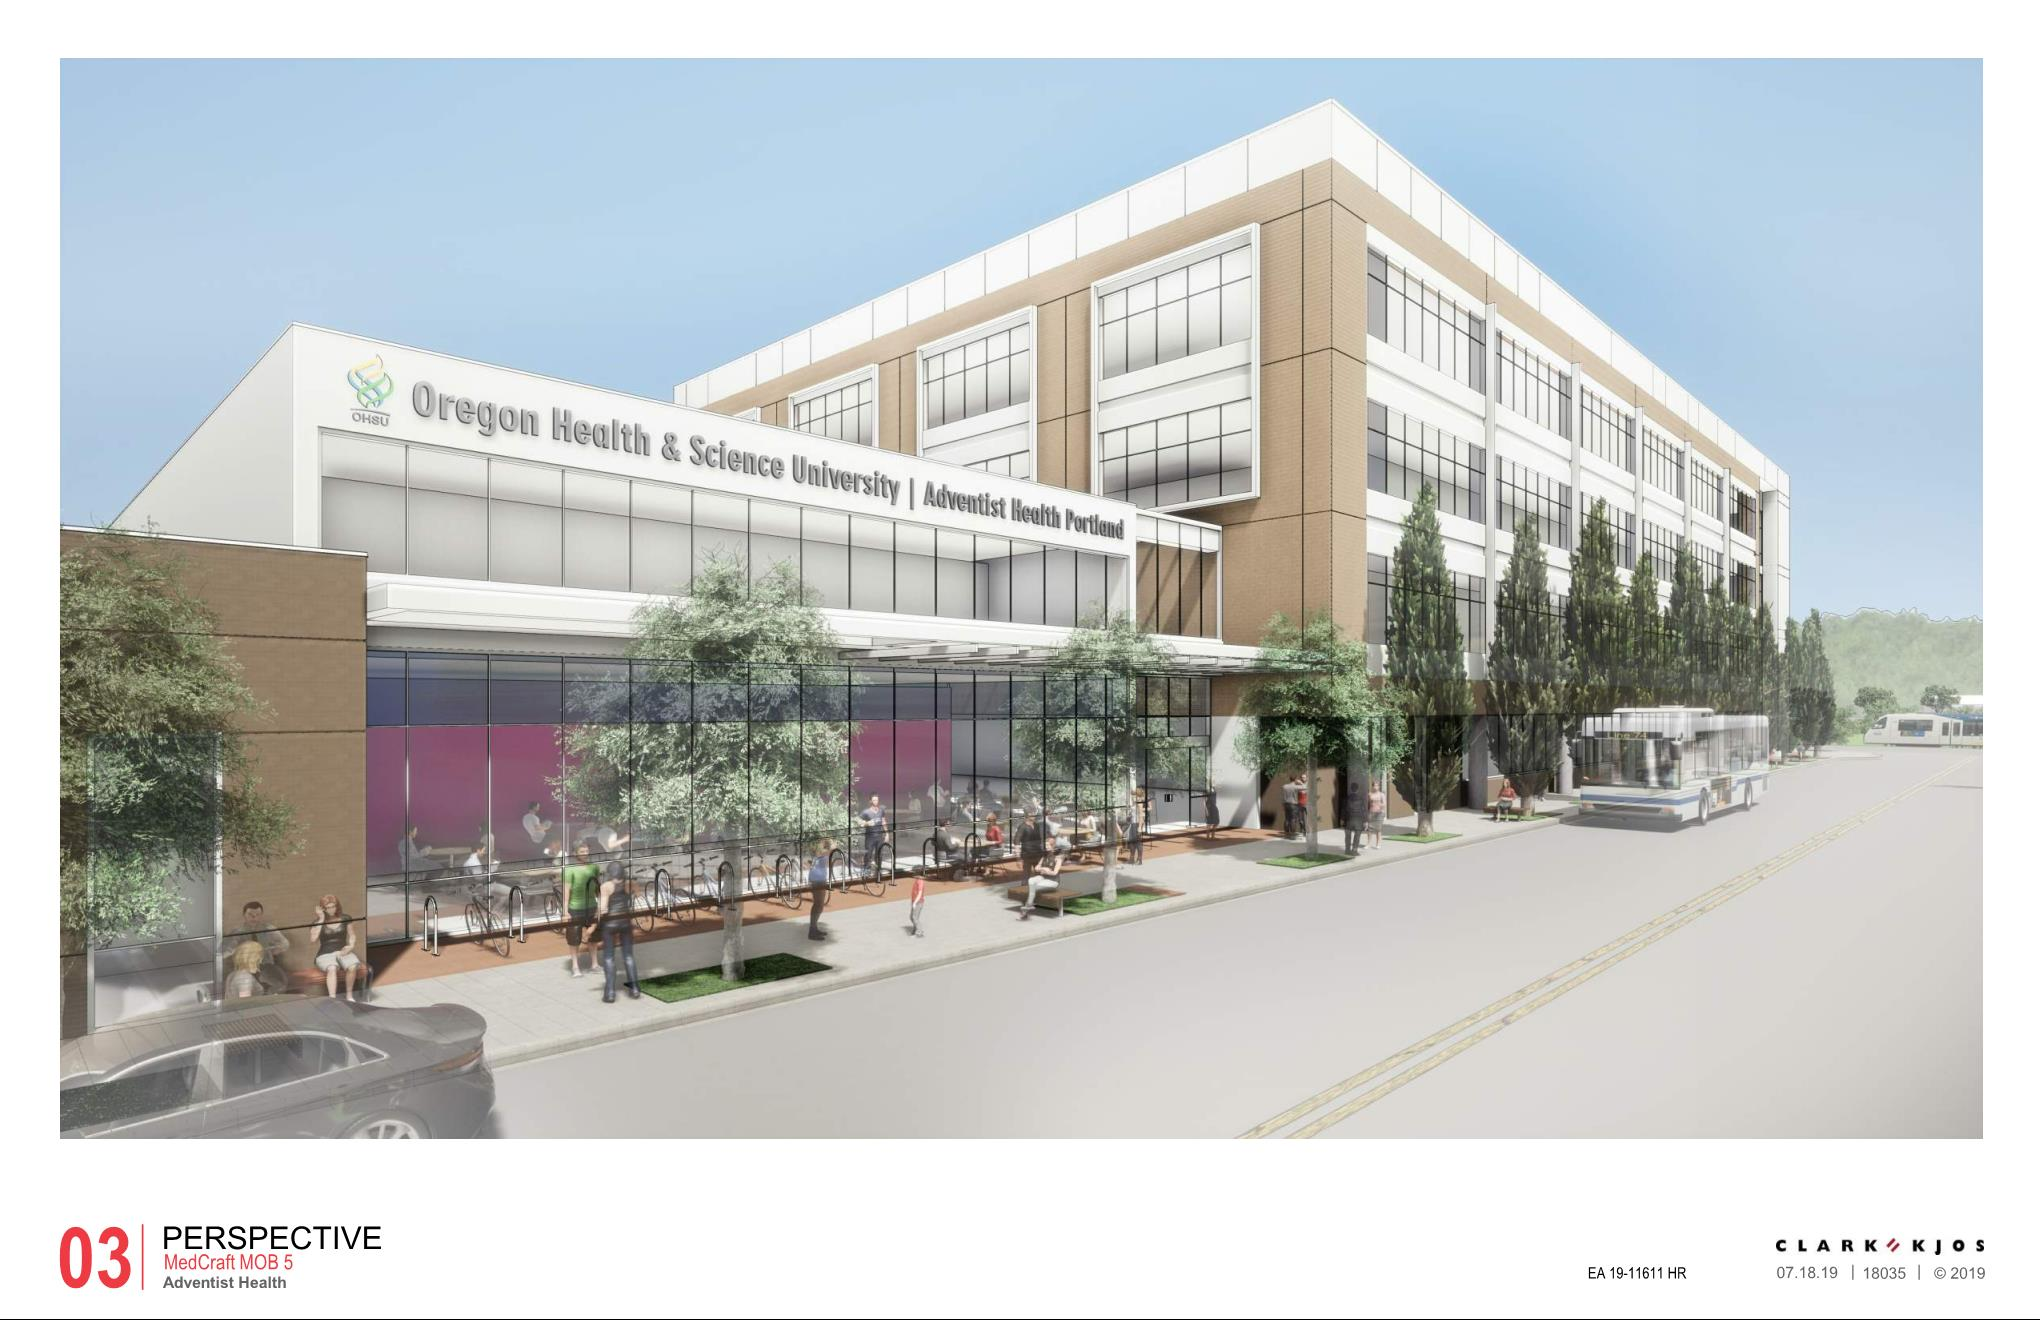 OHSU
Oregon Health & Science University | Adventist Health Portland
03
PERSPECTIVE
MedCraft MOB 5
Adventist Health
EA 19-11611 HR
CLARK KJOS
07.18.19 | 18035 | © 2019